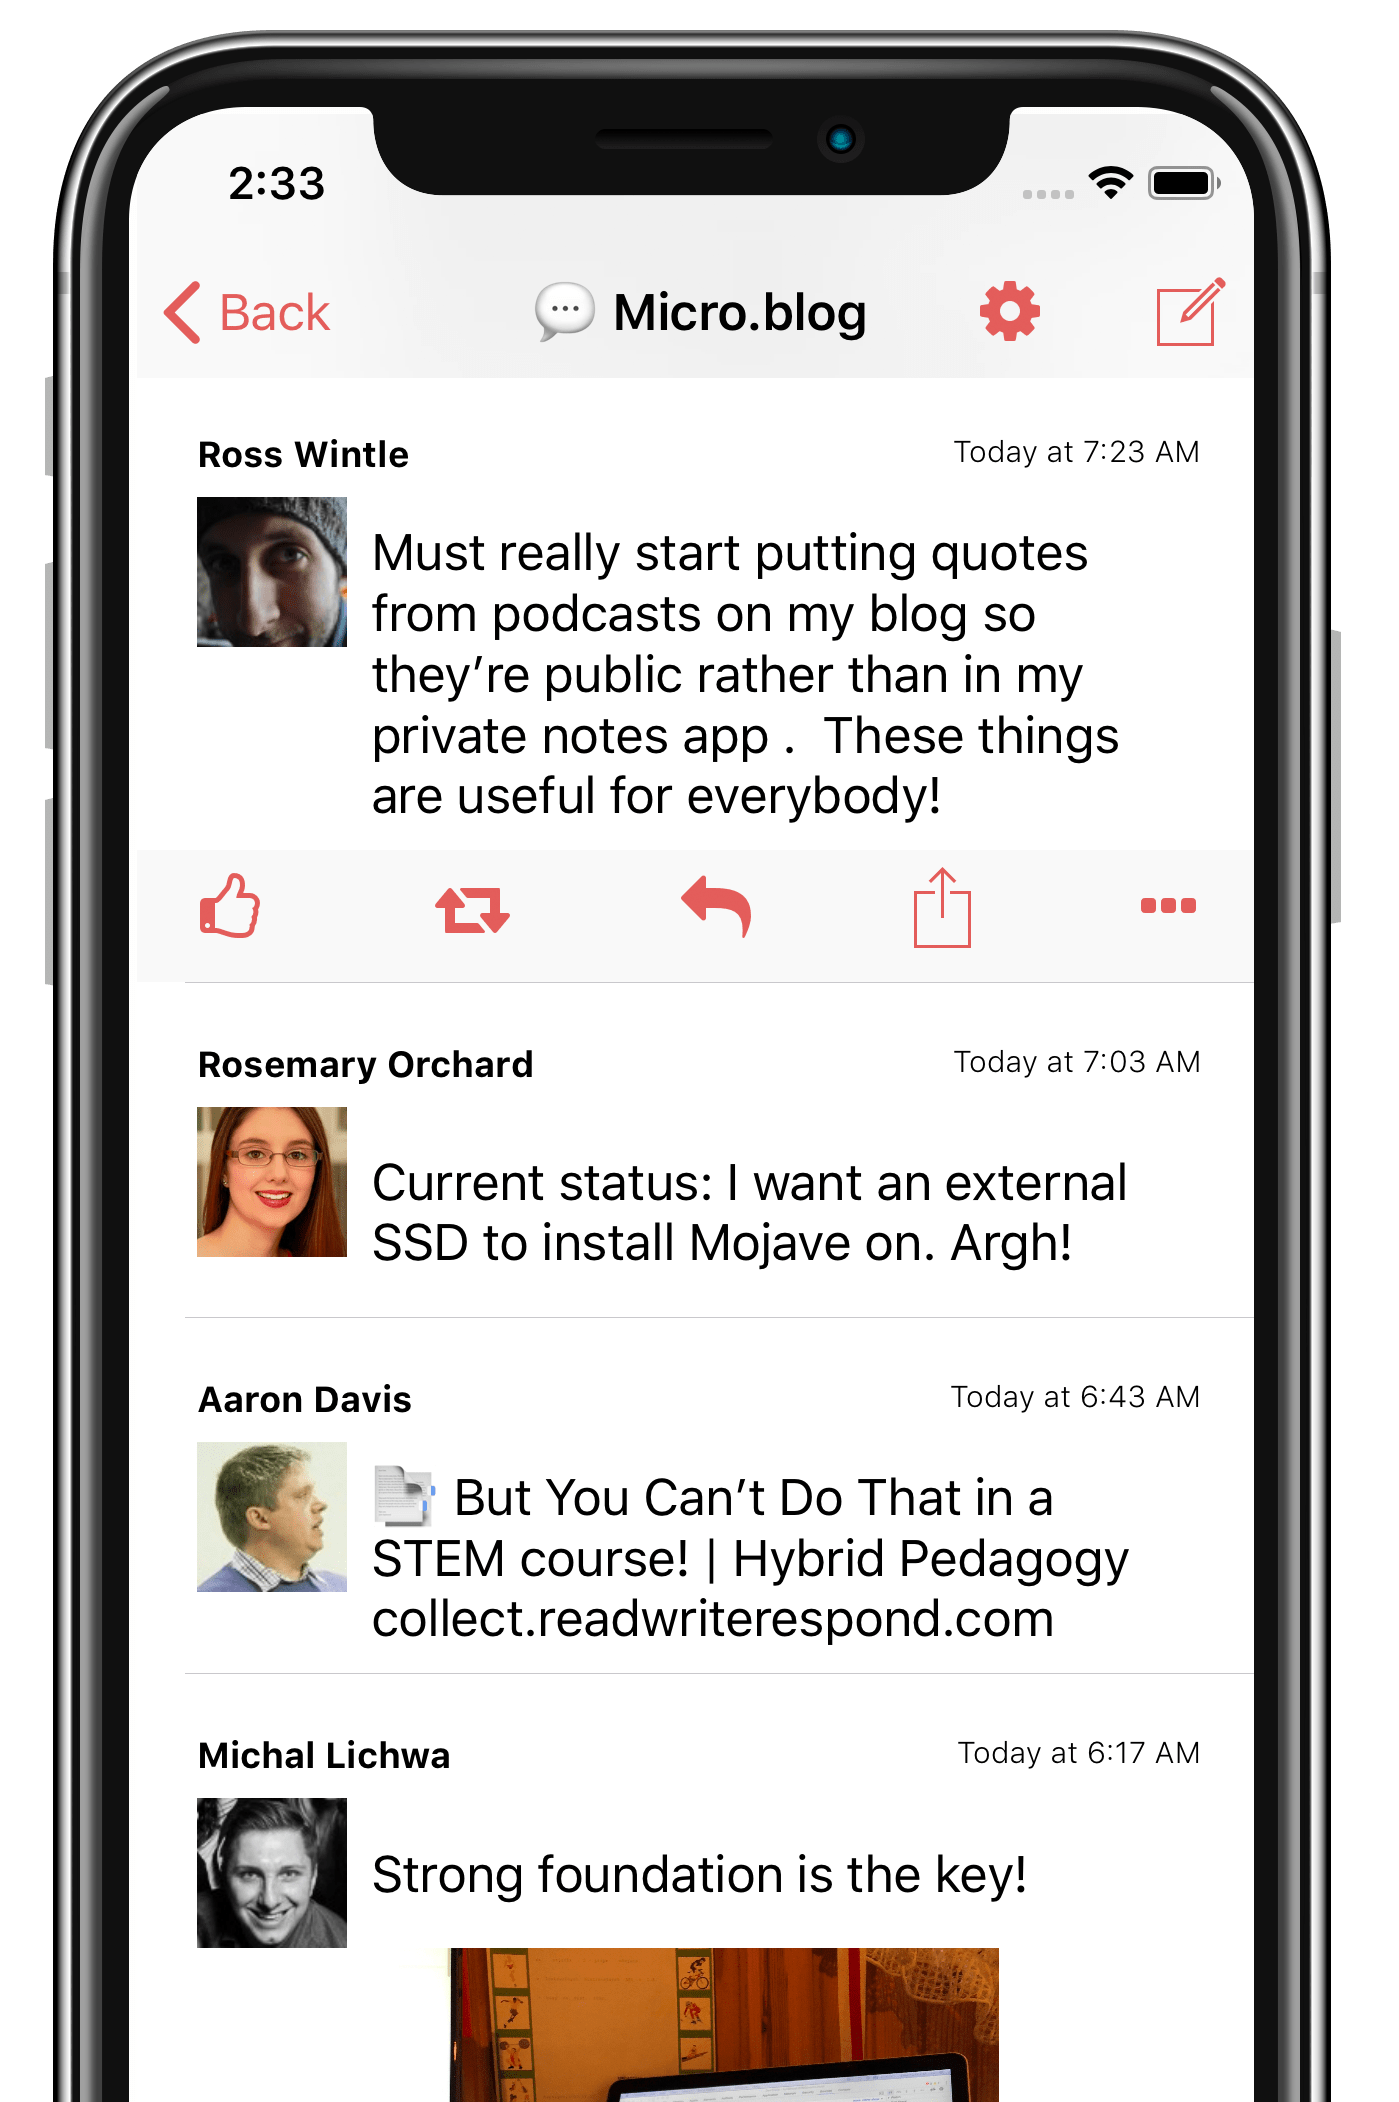 2:33
Back
💬 Micro.blog
Ross Wintle
Today at 7:23 AM
Must really start putting quotes
from podcasts on my blog so
they’re public rather than in my
private notes app .  These things
are useful for everybody!
Rosemary Orchard
Today at 7:03 AM
Current status: I want an external
SSD to install Mojave on. Argh!
Aaron Davis
Today at 6:43 AM
📑 But You Can’t Do That in a
STEM course! | Hybrid Pedagogy
collect.readwriterespond.com
Michal Lichwa
Today at 6:17 AM
Strong foundation is the key!